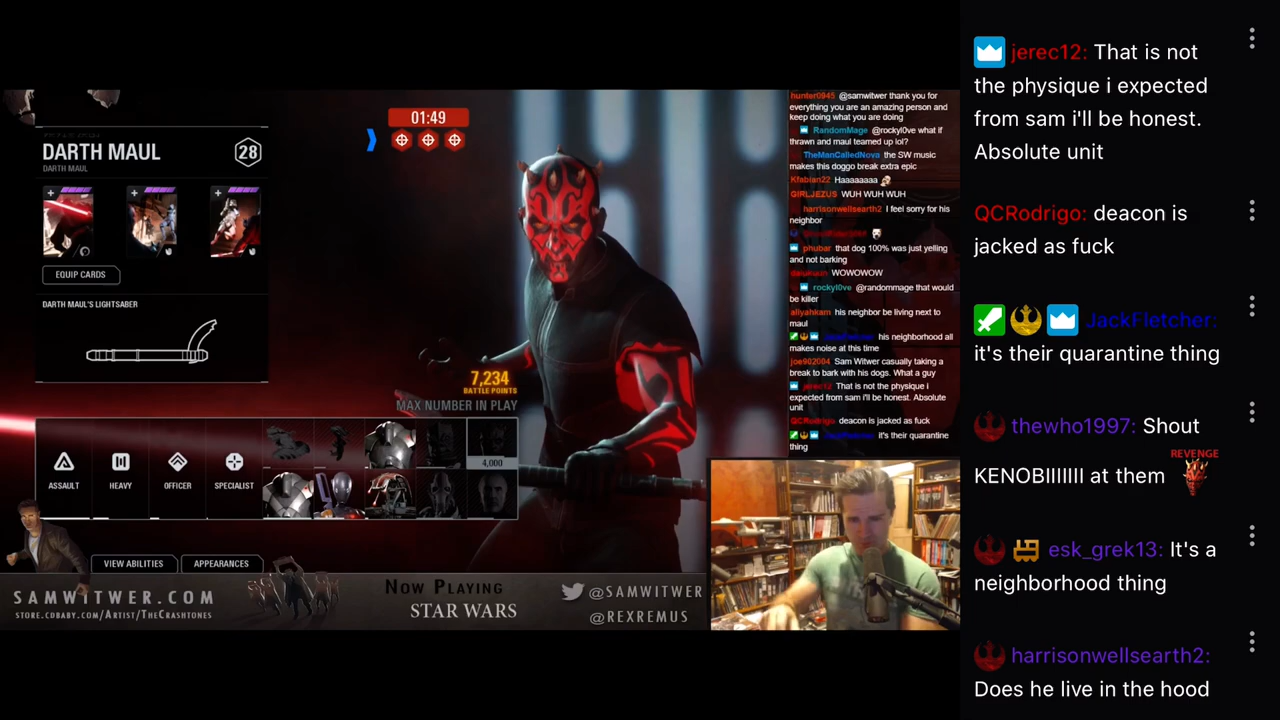 DARTH MAUL
28
DARTH MAUL
EQUIP CARDS
DARTH MAUL'S LIGHTSABER
01:49
7,234
BATTLE POINTS
MAX NUMBER IN PLAY
4,000
ASSAULT
HEAVY
OFFICER
SPECIALIST
VIEW ABILITIES
APPEARANCES
SAMWITWER.COM
STORE.CDBABY.COM/ARTIST/THECRASHTONES
NOW PLAYING
STAR WARS
@SAMWITWER
@REXREMUS
hunter0945 @samwitwer thank you for
everything you are an amazing person and
keep doing what you are doing
RandomMage @rockyl0ve what if
thrawn and maul teamed up lol?
TheManCalledNova the SW music
makes this doggo break extra epic
Kfabian22 Haaaaaaaa
GIRLJEZUS WUH WUH WUH
harrisonwellsearth2 I feel sorry for his
neighbor
phubar that dog 100% was just yelling
and not barking
WOWOWOW
rockyl0ve @randommage that would
be killer
aliyahkam his neighbor be living next to
maul
his neighborhood all
makes noise at this time
joe902004 Sam Witwer casually taking a
break to bark with his dogs. What a guy
jerec12 That is not the physique i
expected from sam i'll be honest. Absolute
unit
QCRodrigo deacon is jacked as fuck
JackFletcher: it's their quarantine
thing
jerec12: That is not
the physique i expected
from sam i'll be honest.
Absolute unit
QCRodrigo: deacon is
jacked as fuck
JackFletcher:
it's their quarantine thing
thewho1997: Shout
REVENGE
KENOBIIIIIII at them
esk_grek13: It's a
neighborhood thing
harrisonwellsearth2:
Does he live in the hood